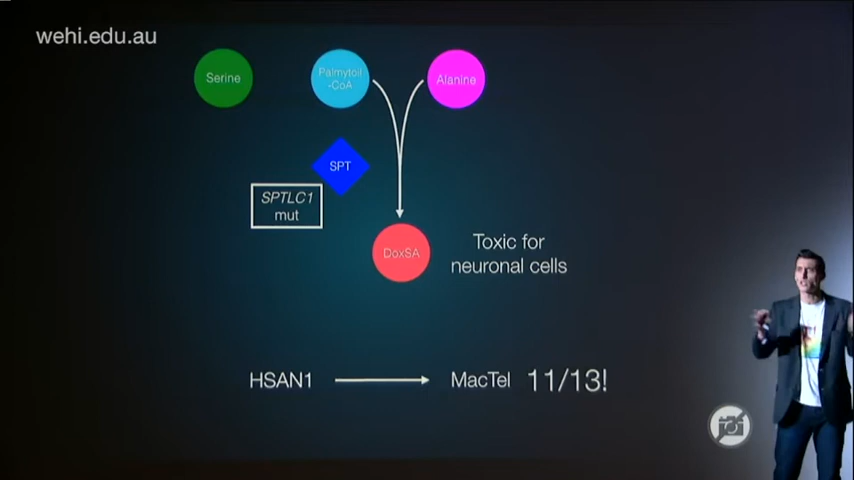 wehi.edu.au
Serine
Palmytoil
-CoA
Alanine
SPT
SPTLC1
mut
DoxSA
Toxic for
neuronal cells
HSAN1
MacTel 11/13!